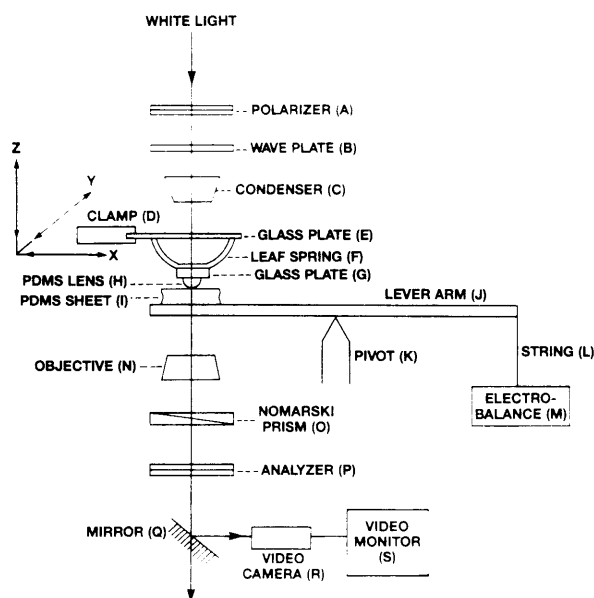 WHITE LIGHT
POLARIZER (A)
WAVE PLATE (B)
Z
Y
CONDENSER (C)
CLAMP (D)
X
GLASS PLATE (E)
LEAF SPRING (F)
GLASS PLATE (G)
PDMS LENS (H)
PDMS SHEET (I)
LEVER ARM (J)
OBJECTIVE (N)
PIVOT (K)
STRING (L)
ELECTRO-
BALANCE (M)
NOMARSKI
PRISM (O)
ANALYZER (P)
MIRROR (Q)
VIDEO
CAMERA (R)
VIDEO
MONITOR
(S)